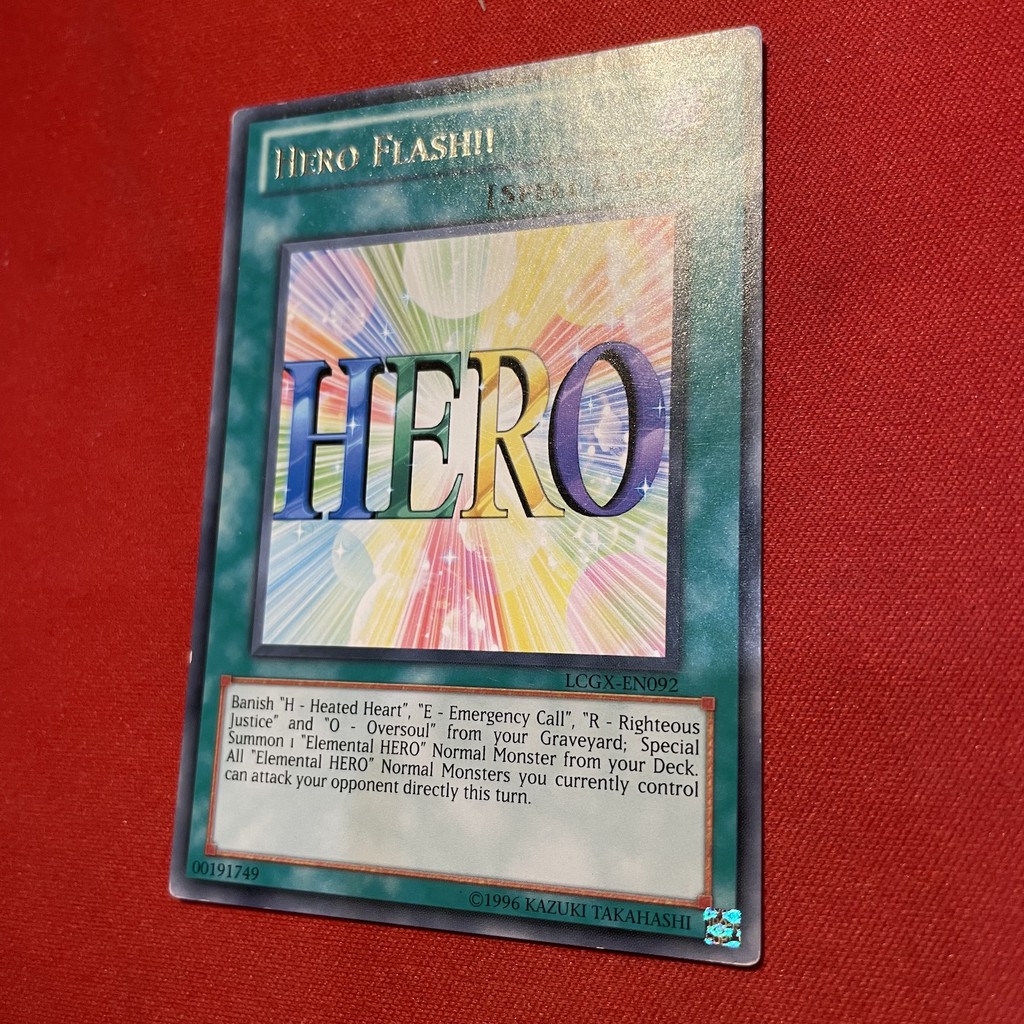 HERO FLASH!!
[SPELL CARD
HERO
LCGX-EN092
Banish "H - Heated Heart", "E - Emergency Call", "R - Righteous
Justice" and "O - Oversoul" from your Graveyard; Special
Summon 1 "Elemental HERO" Normal Monster from your Deck.
All "Elemental HERO" Normal Monsters you currently control
can attack your opponent directly this turn.
00191749
©1996 KAZUKI TAKAHASHI